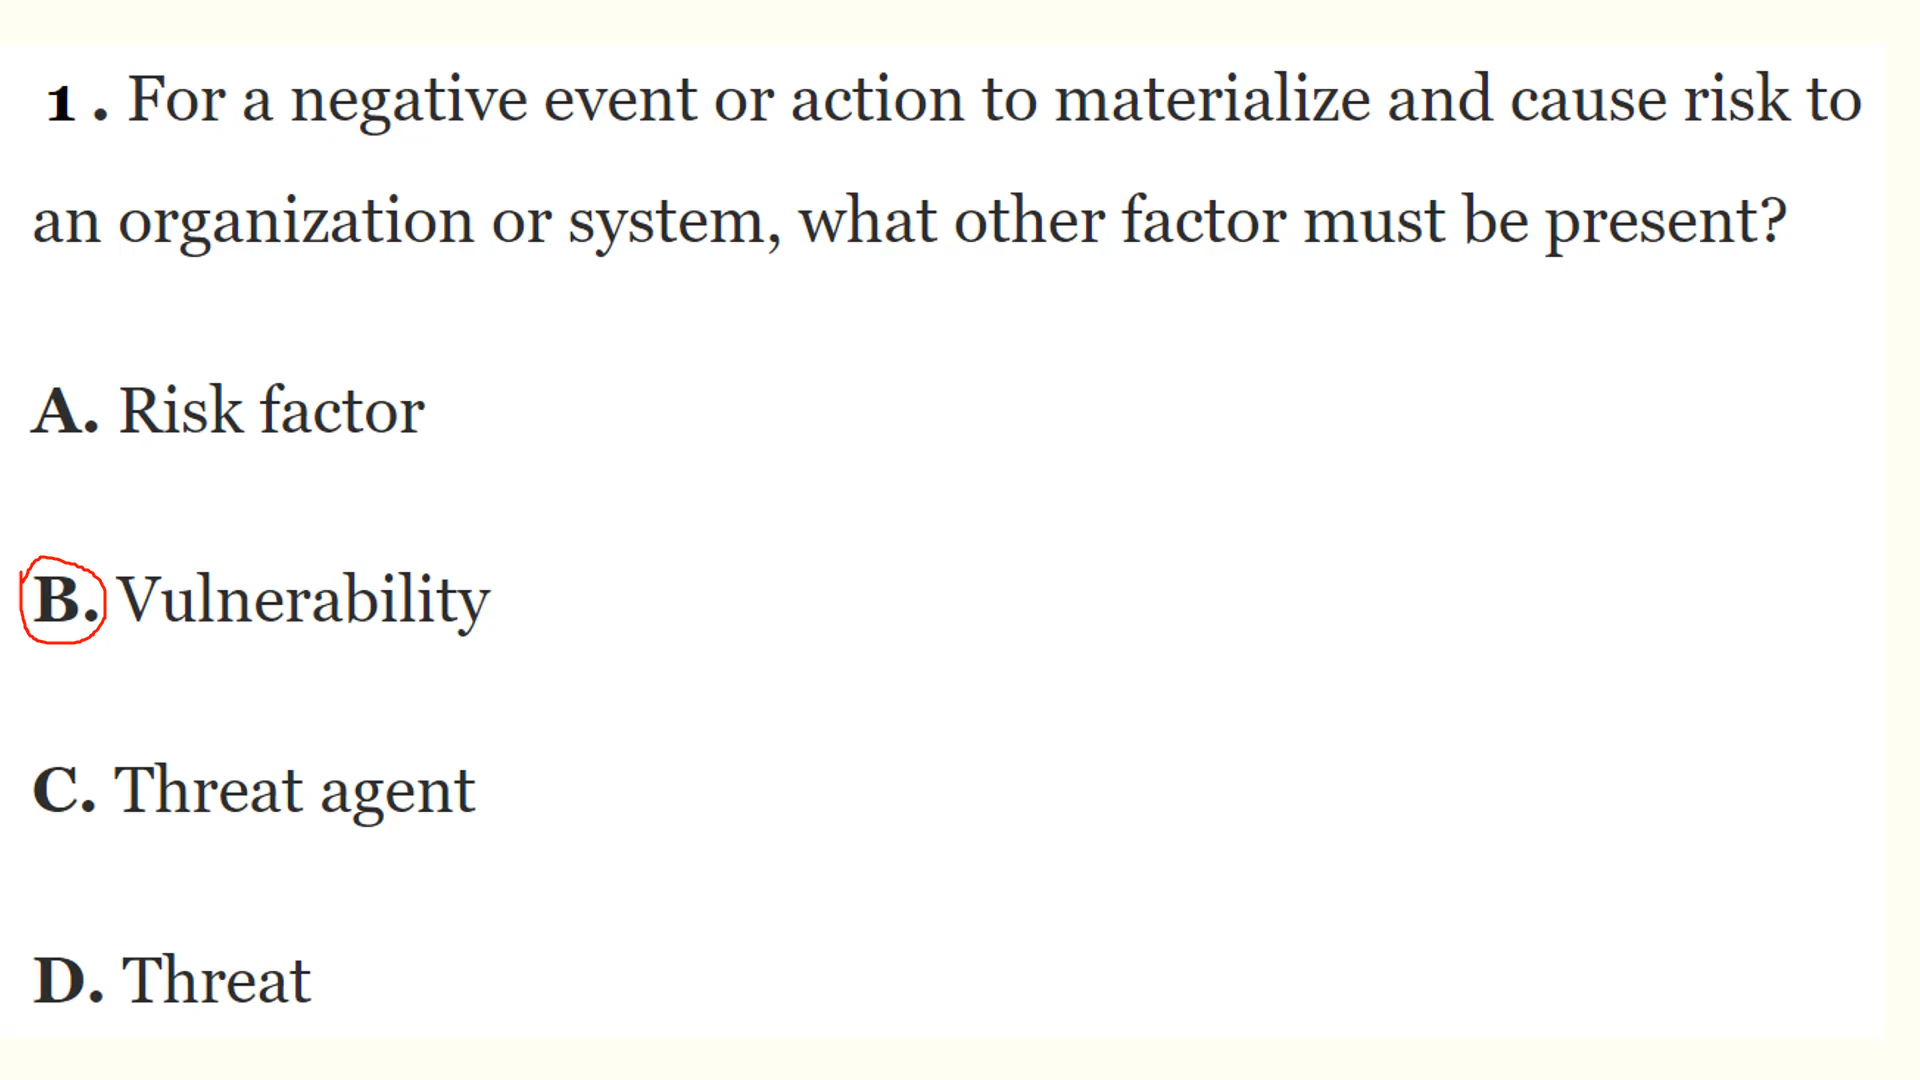 1 . For a negative event or action to materialize and cause risk to
an organization or system, what other factor must be present?
A. Risk factor
B. Vulnerability
C. Threat agent
D. Threat